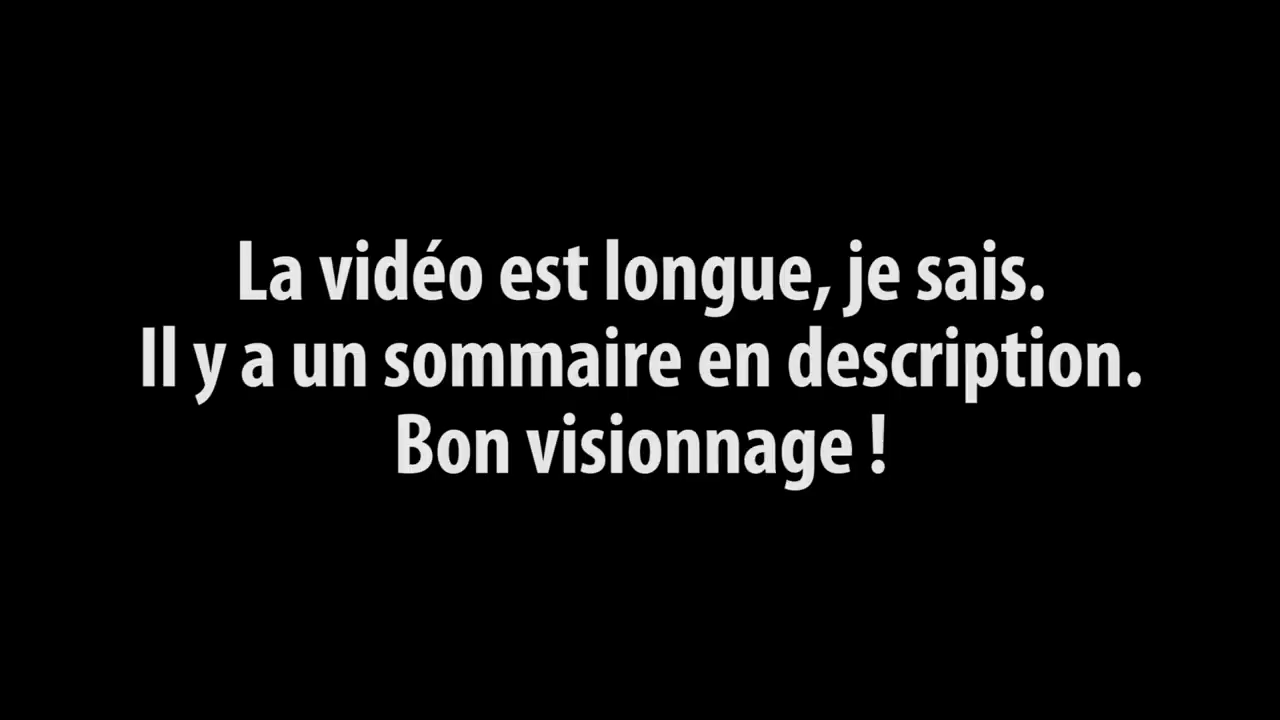 La vidéo est longue, je sais.
Il y a un sommaire en description.
Bon visionnage !